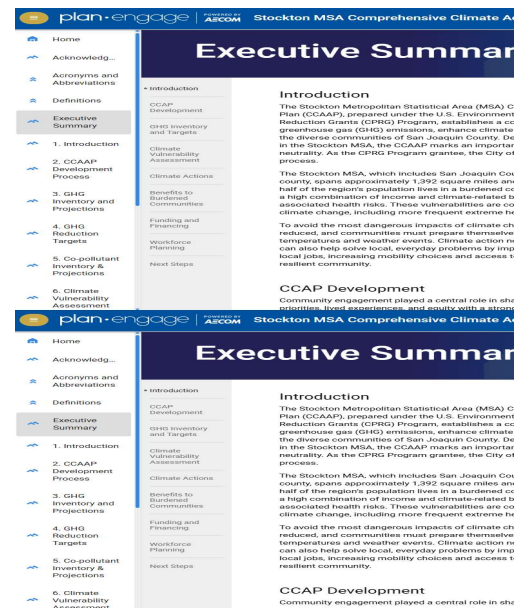 plan·engage POWERED BY AECOM Stockton MSA Comprehensive Climate A
Home
Acknowledg...
Acronyms and
Abbreviations
Definitions
Executive
Summary
1. Introduction
2. CCAAP
Development
Process
3. GHG
Inventory and
Projections
4. GHG
Reduction
Targets
5. Co-pollutant
Inventory &
Projections
6. Climate
Vulnerability
Assessment
Introduction
CCAP
Development
GHG Inventory
and Targets
Climate
Vulnerability
Assessment
Climate Actions
Benefits to
Burdened
Communities
Funding and
Financing
Workforce
Planning
Next Steps
Executive Summar
Introduction
The Stockton Metropolitan Statistical Area (MSA) C
Plan (CCAAP), prepared under the U.S. Environment
Reduction Grants (CPRG) Program, establishes a co
greenhouse gas (GHG) emissions, enhance climate
the diverse communities of San Joaquin County. De
in the Stockton MSA, the CCAAP marks an importan
neutrality. As the CPRG Program grantee, the City of
process.
The Stockton MSA, which includes San Joaquin Cou
county, spans approximately 1,392 square miles and
half of the region's population lives in a burdened co
a high combination of income and climate-related b
associated health risks. These vulnerabilities are co
climate change, including more frequent extreme he
To avoid the most dangerous impacts of climate ch
reduced, and communities must prepare themselve
temperatures and weather events. Climate action n
can also help solve local, everyday problems by imp
local jobs, increasing mobility choices and access t
resilient community.
CCAP Development
Community engagement played a central role in sha
priorities, lived experiences, and equity with a strong
plan·engage POWERED BY AECOM Stockton MSA Comprehensive Climate A
Home
Acknowledg...
Acronyms and
Abbreviations
Definitions
Executive
Summary
1. Introduction
2. CCAAP
Development
Process
3. GHG
Inventory and
Projections
4. GHG
Reduction
Targets
5. Co-pollutant
Inventory &
Projections
6. Climate
Vulnerability
Assessment
Introduction
CCAP
Development
GHG Inventory
and Targets
Climate
Vulnerability
Assessment
Climate Actions
Benefits to
Burdened
Communities
Funding and
Financing
Workforce
Planning
Next Steps
Executive Summar
Introduction
The Stockton Metropolitan Statistical Area (MSA) C
Plan (CCAAP), prepared under the U.S. Environment
Reduction Grants (CPRG) Program, establishes a co
greenhouse gas (GHG) emissions, enhance climate
the diverse communities of San Joaquin County. De
in the Stockton MSA, the CCAAP marks an importan
neutrality. As the CPRG Program grantee, the City of
process.
The Stockton MSA, which includes San Joaquin Cou
county, spans approximately 1,392 square miles and
half of the region's population lives in a burdened co
a high combination of income and climate-related b
associated health risks. These vulnerabilities are co
climate change, including more frequent extreme he
To avoid the most dangerous impacts of climate ch
reduced, and communities must prepare themselve
temperatures and weather events. Climate action n
can also help solve local, everyday problems by imp
local jobs, increasing mobility choices and access t
resilient community.
CCAP Development
Community engagement played a central role in sha